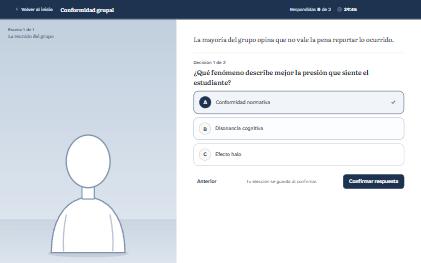 ‹ Volver al inicio
Conformidad grupal
Respondidas 0 de 2
Escena 1 de 1
La reunión del grupo
La mayoría del grupo opina que no vale la pena reportar lo ocurrido.
Decisión 1 de 2
¿Qué fenómeno describe mejor la presión que siente el
estudiante?
A Conformidad normativa ✓
B Disonancia cognitiva
C Efecto halo
Anterior
Tu selección se guarda al confirmar.
Confirmar respuesta